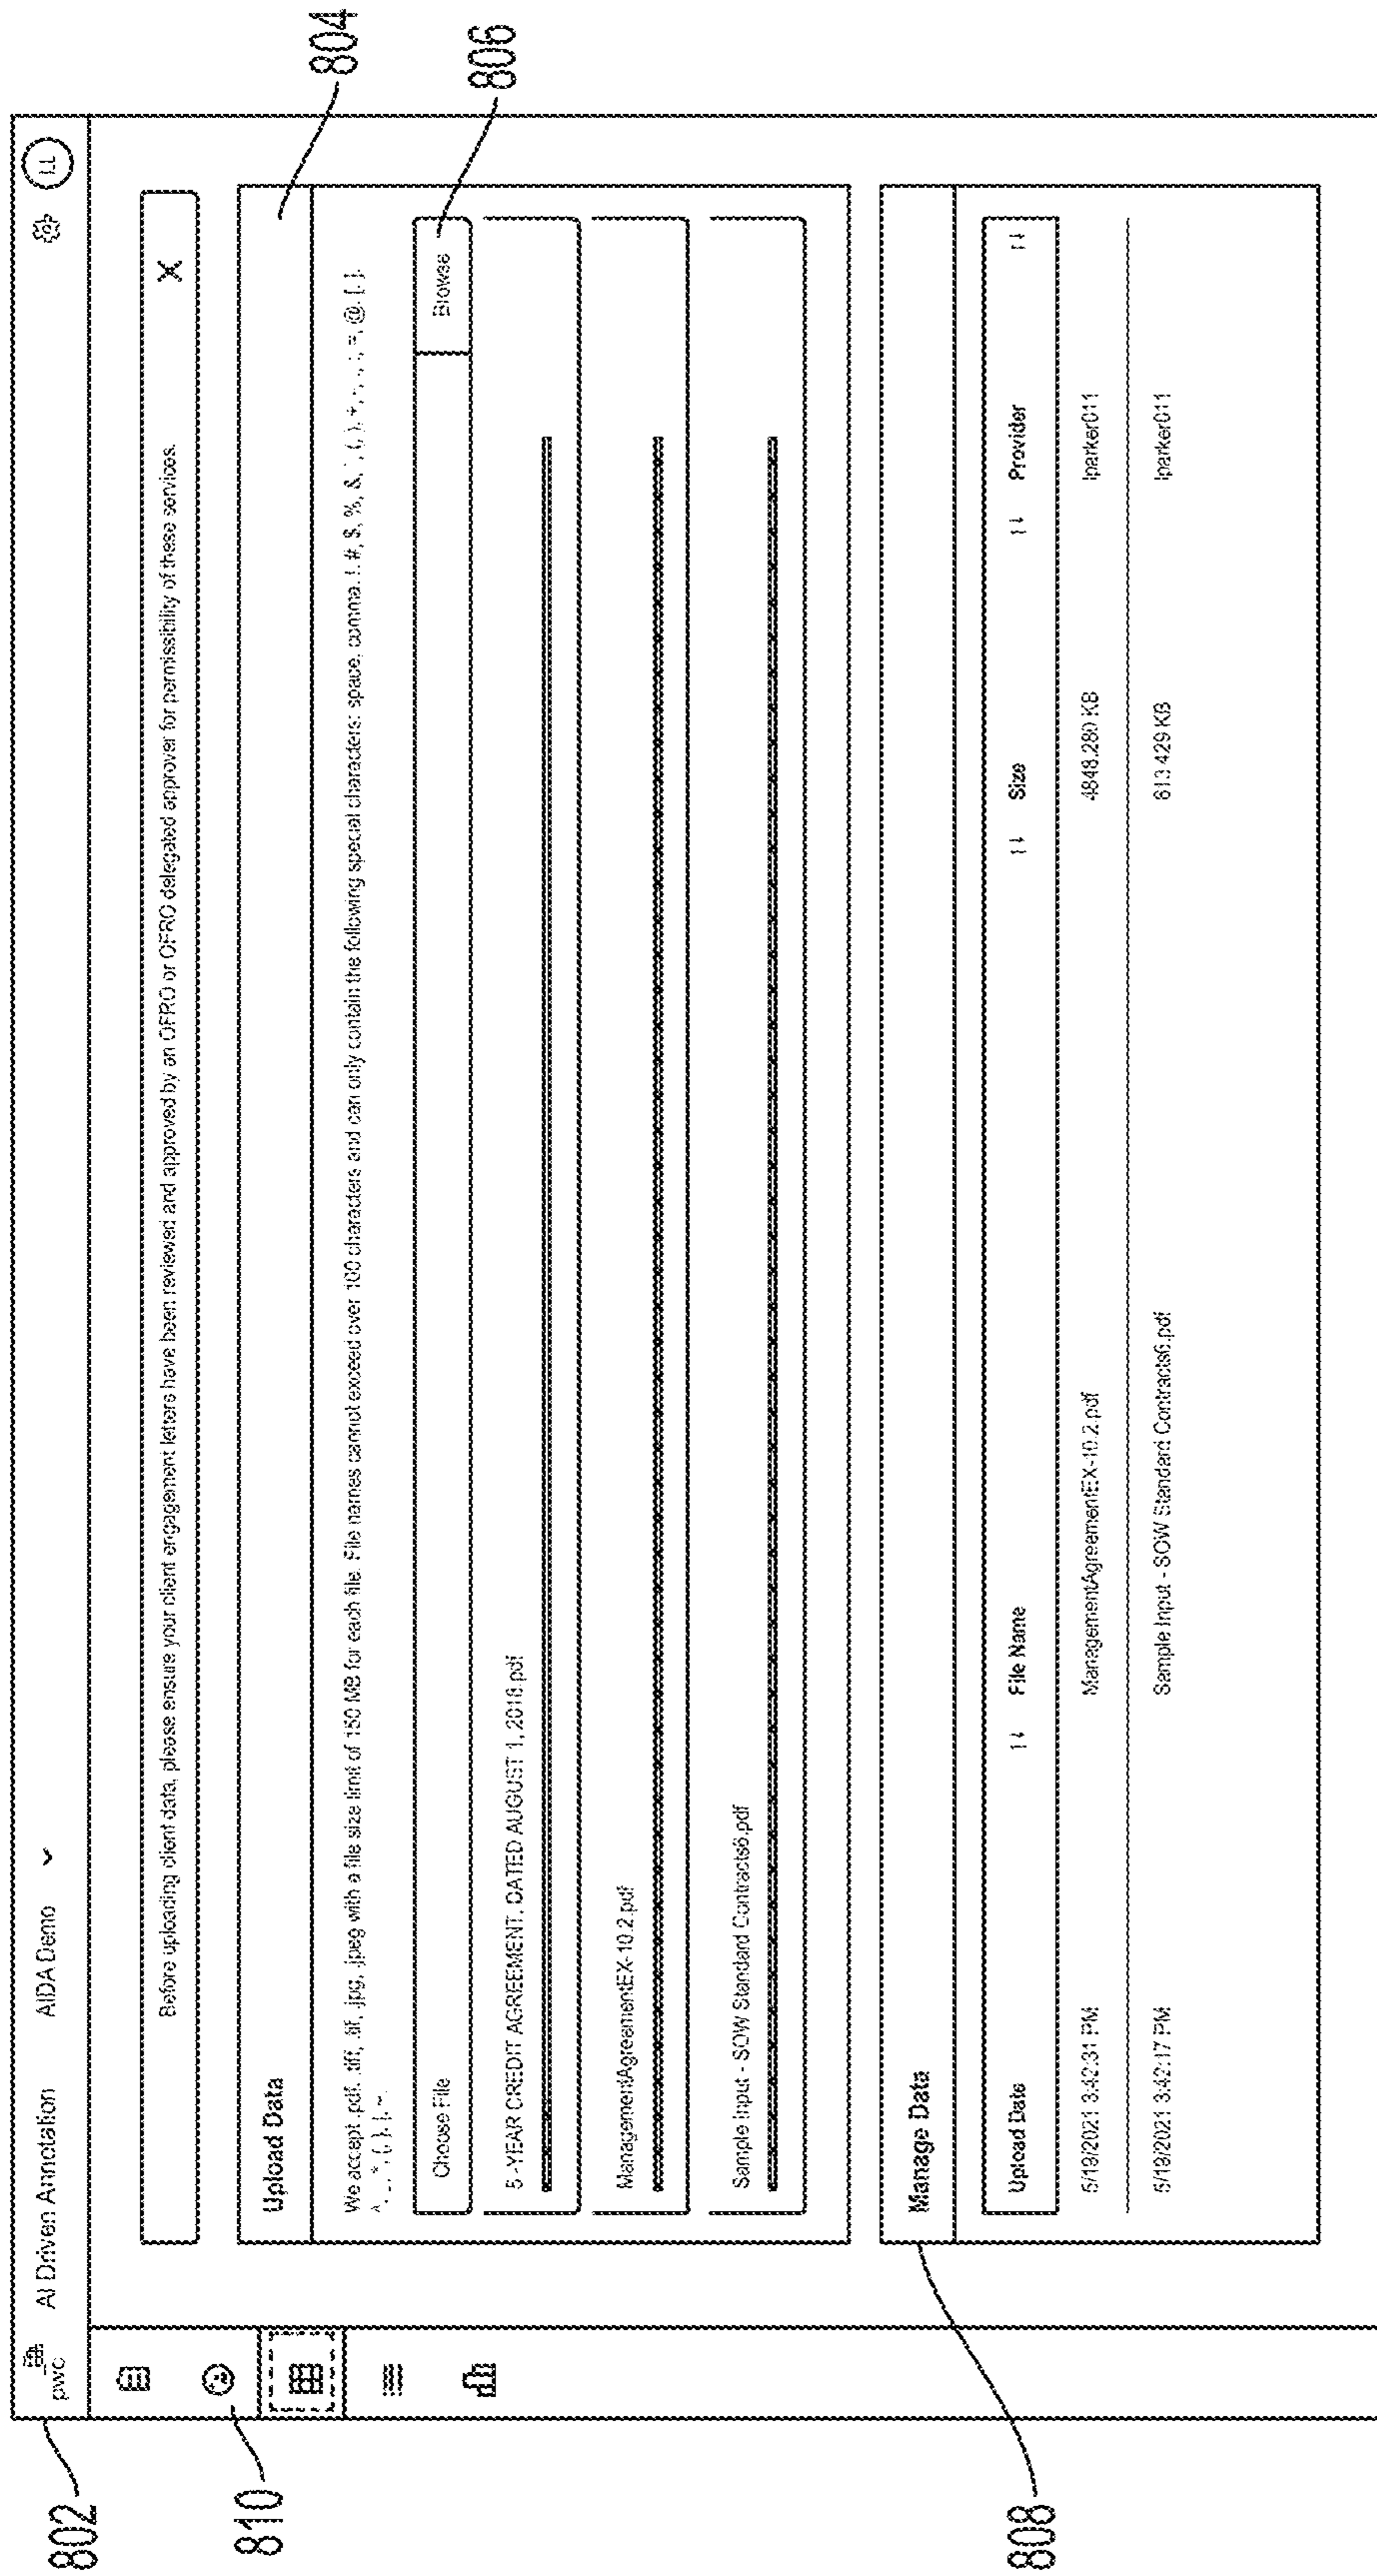 802
pwc AI Driven Annotation AIDA Demo LL
Before uploading client data, please ensure your client engagement letters have been reviewed and approved by an OFRO or OFRO delegated approver for permissibility of these services. X
804
Upload Data
We accept .pdf, .tiff, .tif, .jpg, .jpeg with a file size limit of 150 MB for each file. File names cannot exceed over 100 characters and can only contain the following special characters: space, comma, !, #, $, %, &,
Choose File Browse
806
5 -YEAR CREDIT AGREEMENT, DATED AUGUST 1, 2016.pdf
ManagementAgreementEX-10.2.pdf
Sample Input - SOW Standard Contracts6.pdf
810
808
Manage Data
Upload Date ↑↓ File Name ↑↓ Size ↑↓ Provider ↑↓
5/19/2021 3:42:31 PM ManagementAgreementEX-10.2.pdf 4848.280 KB lparker011
5/19/2021 3:42:17 PM Sample Input - SOW Standard Contracts6.pdf 613.429 KB lparker011